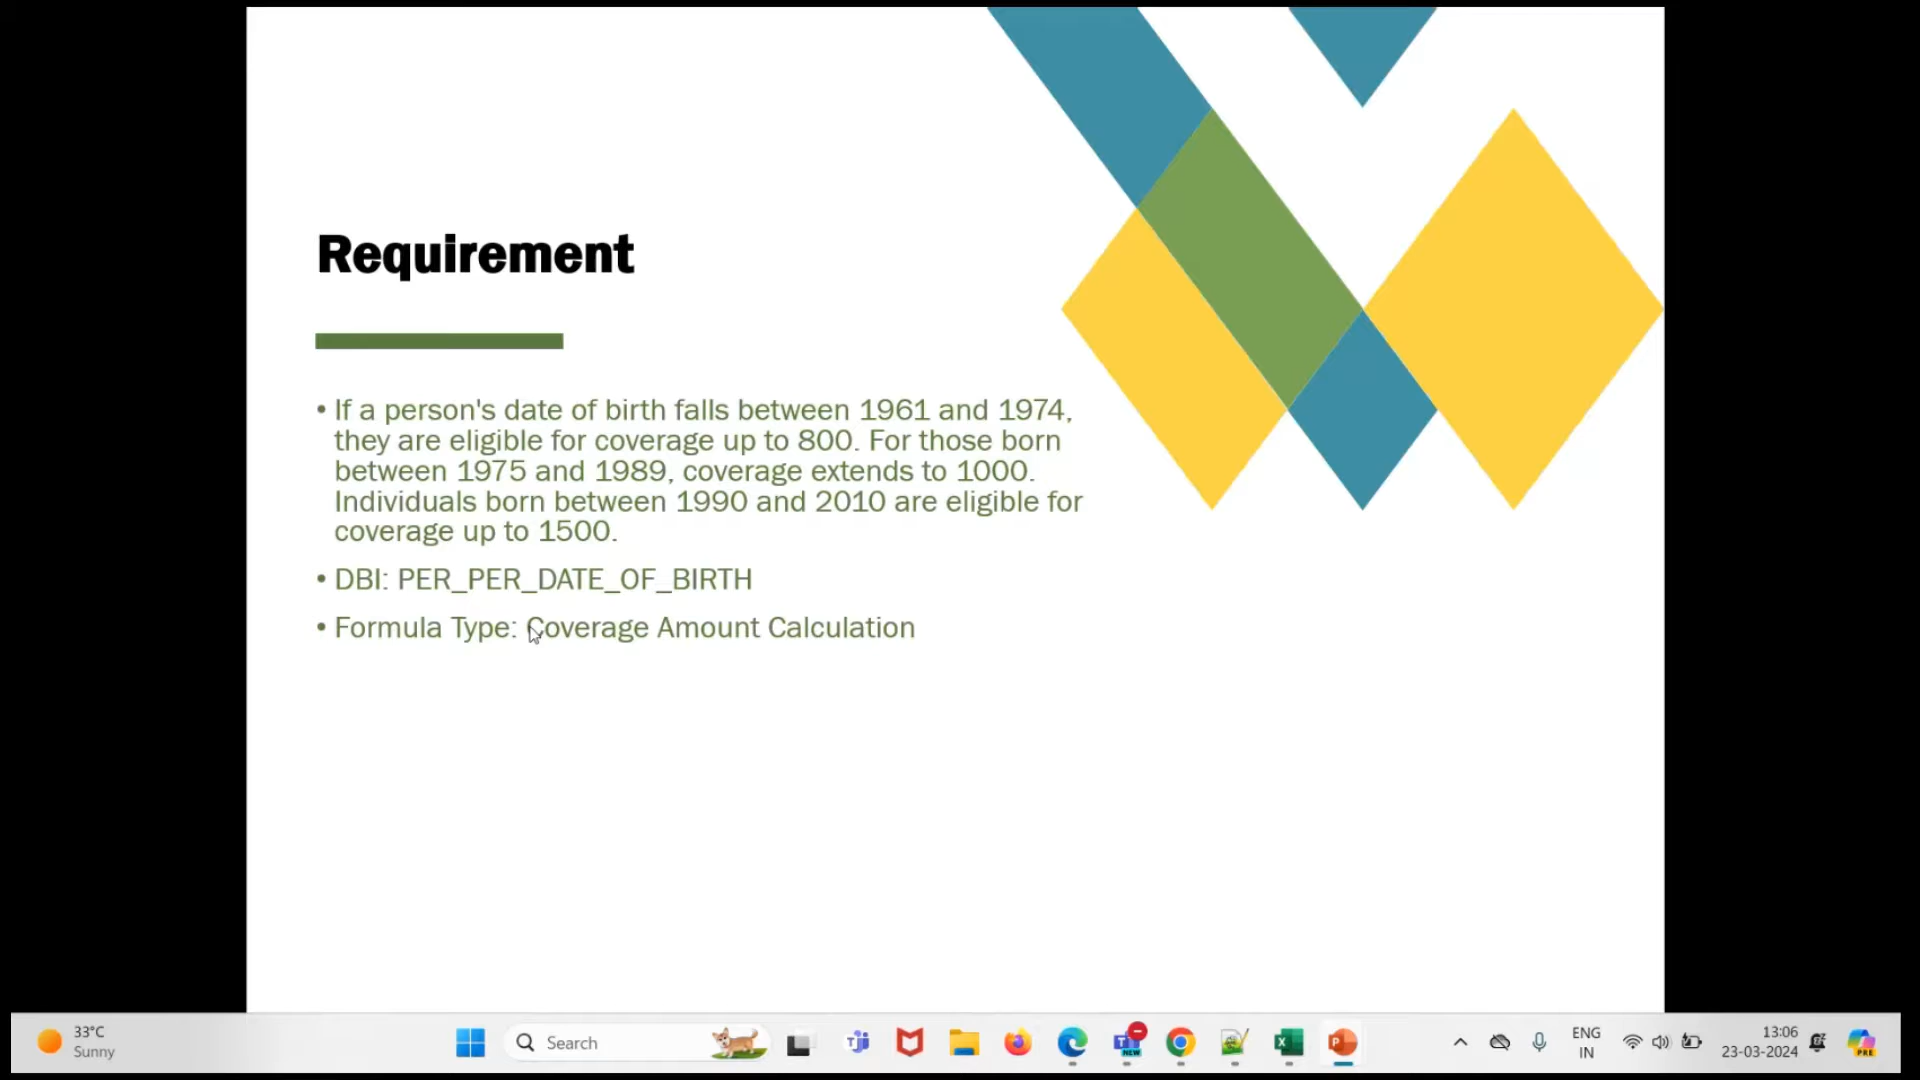 Requirement
• If a person's date of birth falls between 1961 and 1974,
they are eligible for coverage up to 800. For those born
between 1975 and 1989, coverage extends to 1000.
Individuals born between 1990 and 2010 are eligible for
coverage up to 1500.
• DBI: PER_PER_DATE_OF_BIRTH
• Formula Type: Coverage Amount Calculation
33°C
Sunny
Search
NEW
ENG
IN
13:06
23-03-2024
PRE